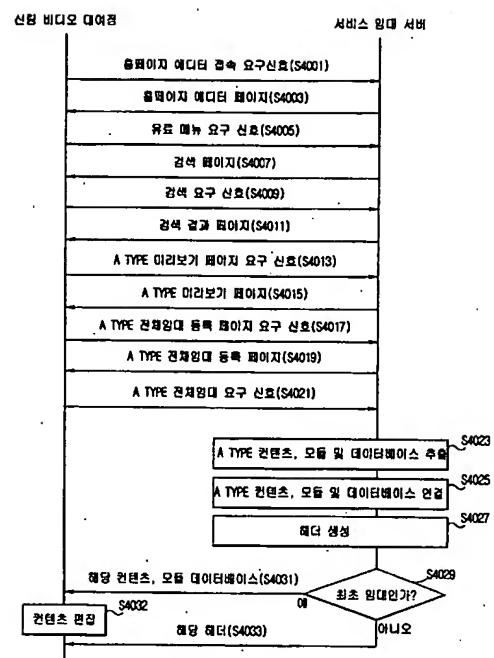 신림 비디오 대여점
서비스 임대 서버
홈페이지 에디터 접속 요구신호(S4001)
홈페이지 에디터 페이지(S4003)
유료 메뉴 요구 신호(S4005)
검색 페이지(S4007)
검색 요구 신호(S4009)
검색 결과 페이지(S4011)
A TYPE 미리보기 페이지 요구 신호(S4013)
A TYPE 미리보기 페이지(S4015)
A TYPE 전체임대 등록 페이지 요구 신호(S4017)
A TYPE 전체임대 등록 페이지(S4019)
A TYPE 전체임대 요구 신호(S4021)
S4023
A TYPE 컨텐츠, 모듈 및 데이터베이스 추출
S4025
A TYPE 컨텐츠, 모듈 및 데이터베이스 연결
S4027
헤더 생성
해당 컨텐츠, 모듈 데이터베이스(S4031)
S4029
최초 임대인가?
예
S4032
컨텐츠 편집
아니오
해당 헤더(S4033)